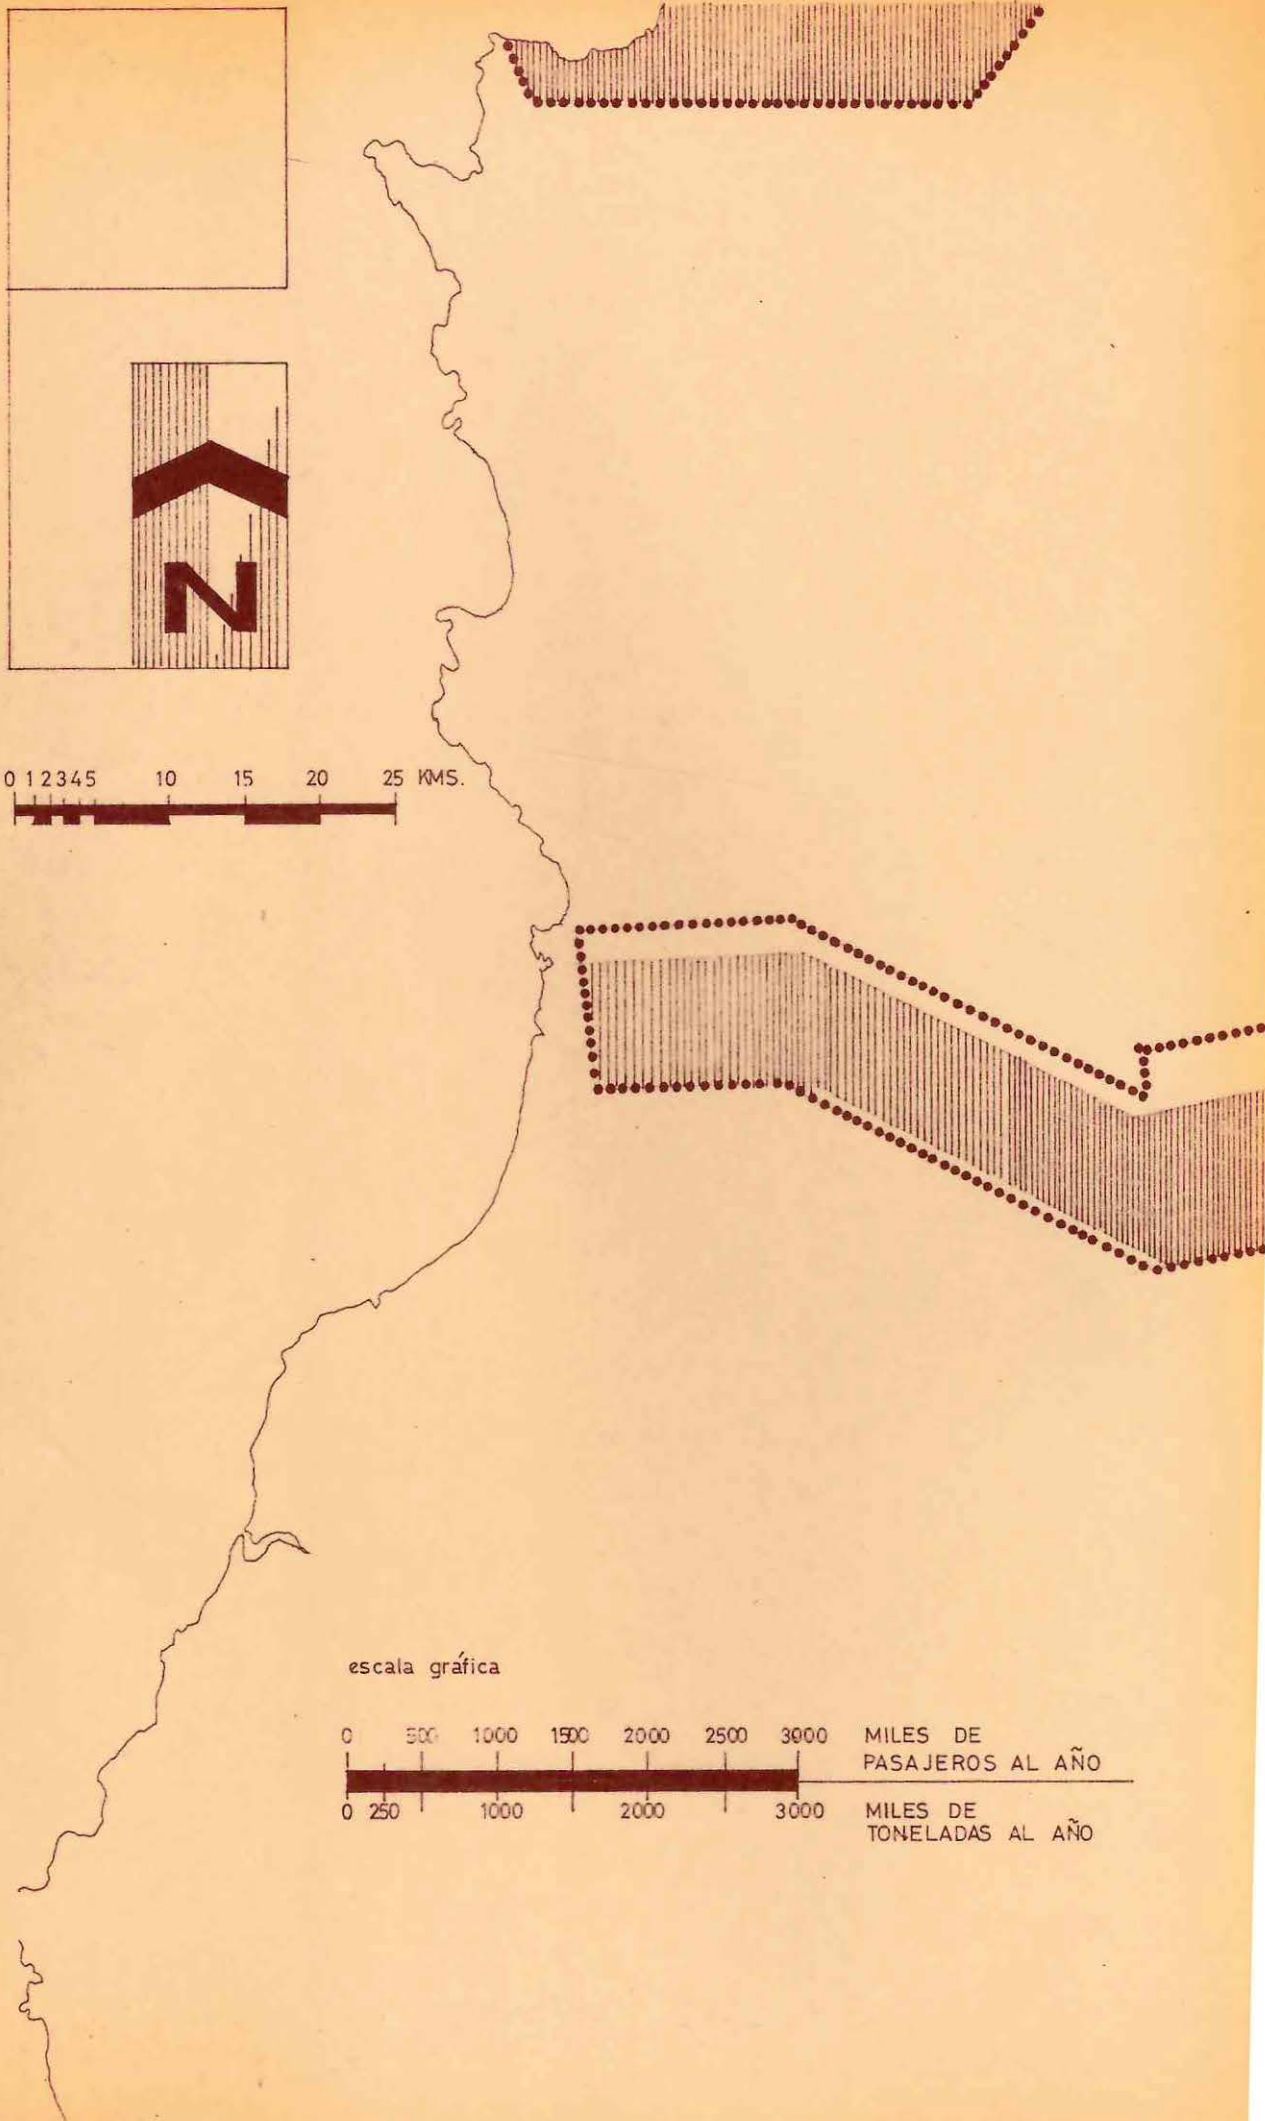 N
0 1 2 3 4 5 10 15 20 25 KMS.
escala gráfica
0 500 1000 1500 2000 2500 3000 MILES DE
PASAJEROS AL AÑO
0 250 1000 2000 3000 MILES DE
TONELADAS AL AÑO